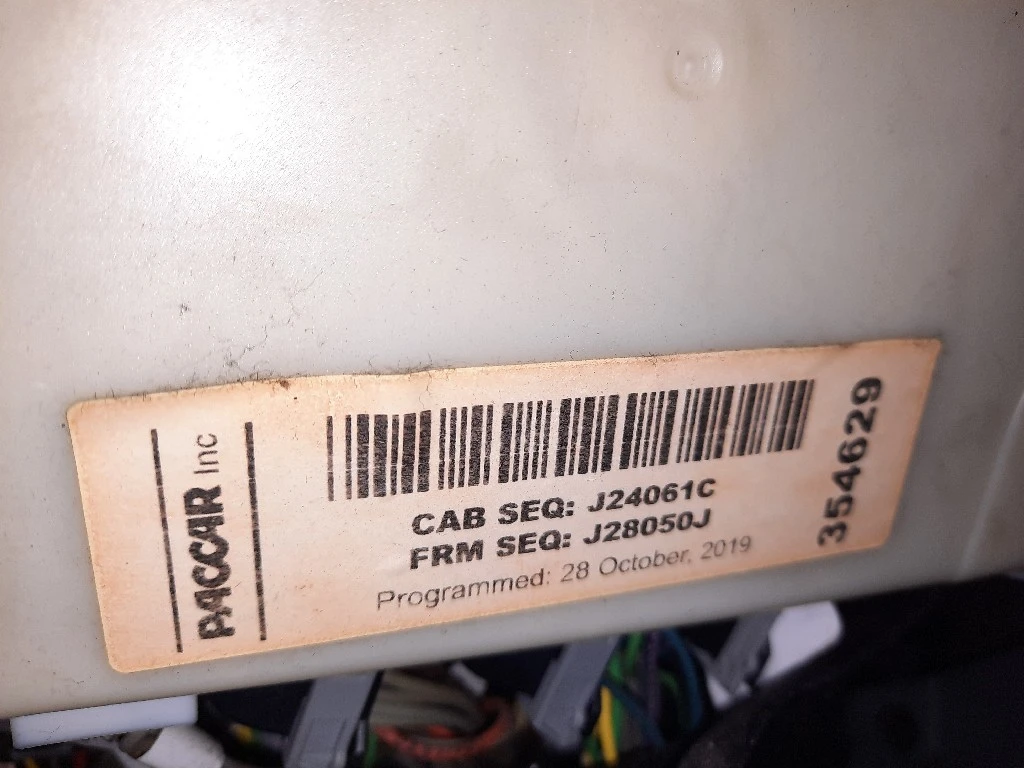 PACCAR Inc
CAB SEQ: J24061C
FRM SEQ: J28050J
Programmed: 28 October, 2019
354629